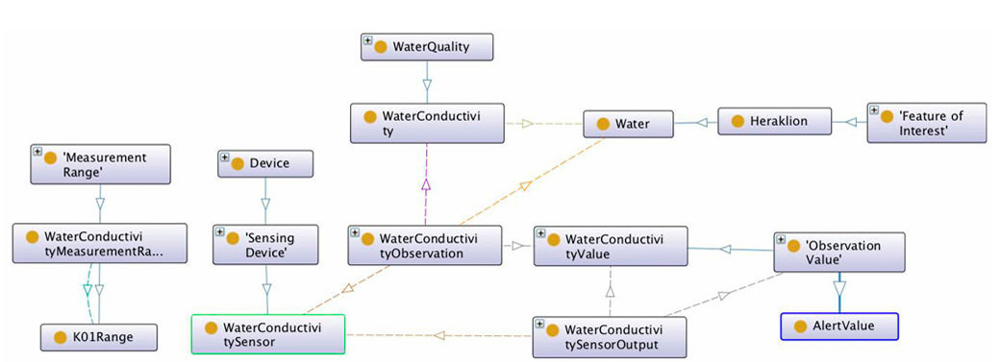 WaterQuality
WaterConductivi
ty
Water
Heraklion
'Feature of
Interest'
'Measurement
Range'
Device
WaterConductivi
tyMeasurementRa...
'Sensing
Device'
WaterConductivi
tyObservation
WaterConductivi
tyValue
'Observation
Value'
K01Range
WaterConductivi
tySensor
WaterConductivi
tySensorOutput
AlertValue